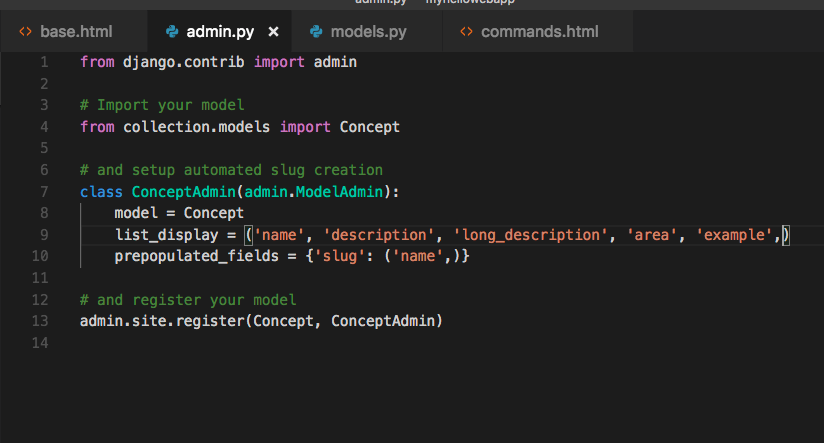 admin.py — myhellowebapp
<> base.html admin.py × models.py <> commands.html
1 from django.contrib import admin
2
3 # Import your model
4 from collection.models import Concept
5
6 # and setup automated slug creation
7 class ConceptAdmin(admin.ModelAdmin):
8     model = Concept
9     list_display = ('name', 'description', 'long_description', 'area', 'example',)
10     prepopulated_fields = {'slug': ('name',)}
11
12 # and register your model
13 admin.site.register(Concept, ConceptAdmin)
14